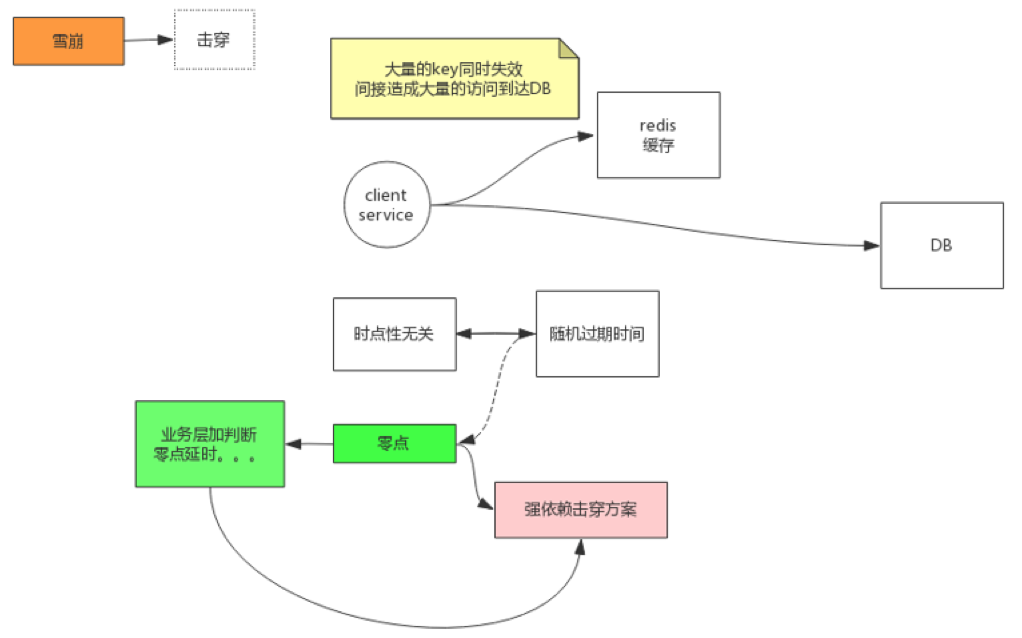 雪崩
击穿
大量的key同时失效
间接造成大量的访问到达DB
redis
缓存
client
service
DB
时点性无关
随机过期时间
业务层加判断
零点延时。。。
零点
强依赖击穿方案